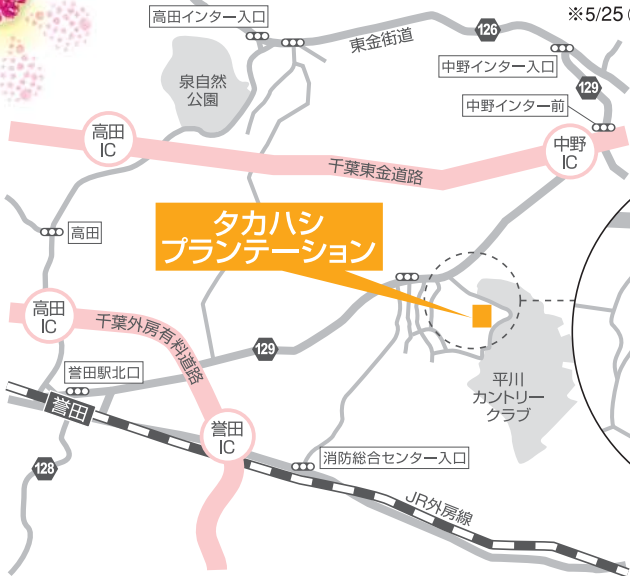 ※5/25(
高田インター入口
東金街道
126
中野インター入口
129
中野インター前
泉自然
公園
高田
IC
中野
IC
千葉東金道路
タカハシ
プランテーション
高田
高田
IC
千葉外房有料道路
129
誉田駅北口
平川
カントリー
クラブ
誉田
誉田
IC
消防総合センター入口
128
JR外房線